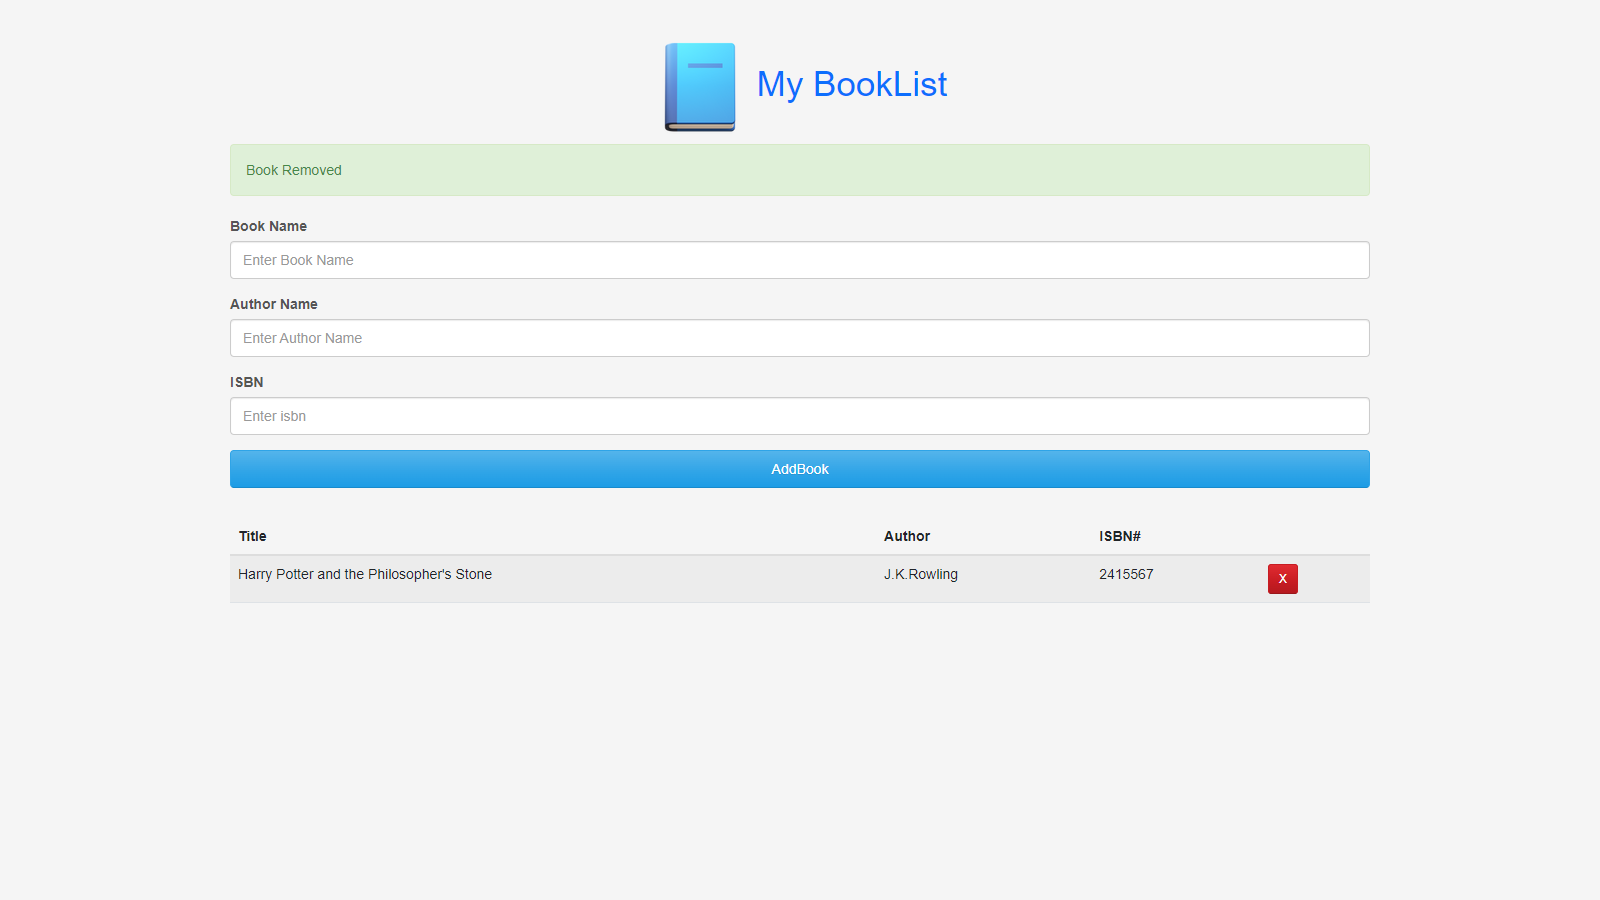 My BookList
Book Removed
Book Name
Enter Book Name
Author Name
Enter Author Name
ISBN
Enter isbn
AddBook
Title Author ISBN#
Harry Potter and the Philosopher's Stone J.K.Rowling 2415567 X